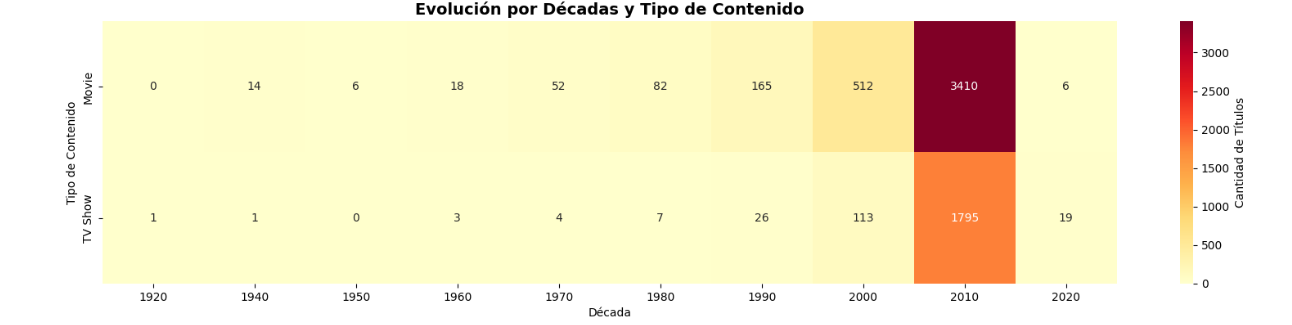 Evolución por Décadas y Tipo de Contenido
Tipo de Contenido
Movie
0 14 6 18 52 82 165 512 3410 6
TV Show
1 1 0 3 4 7 26 113 1795 19
1920 1940 1950 1960 1970 1980 1990 2000 2010 2020
Década
3000
2500
2000
1500
1000
500
0
Cantidad de Títulos